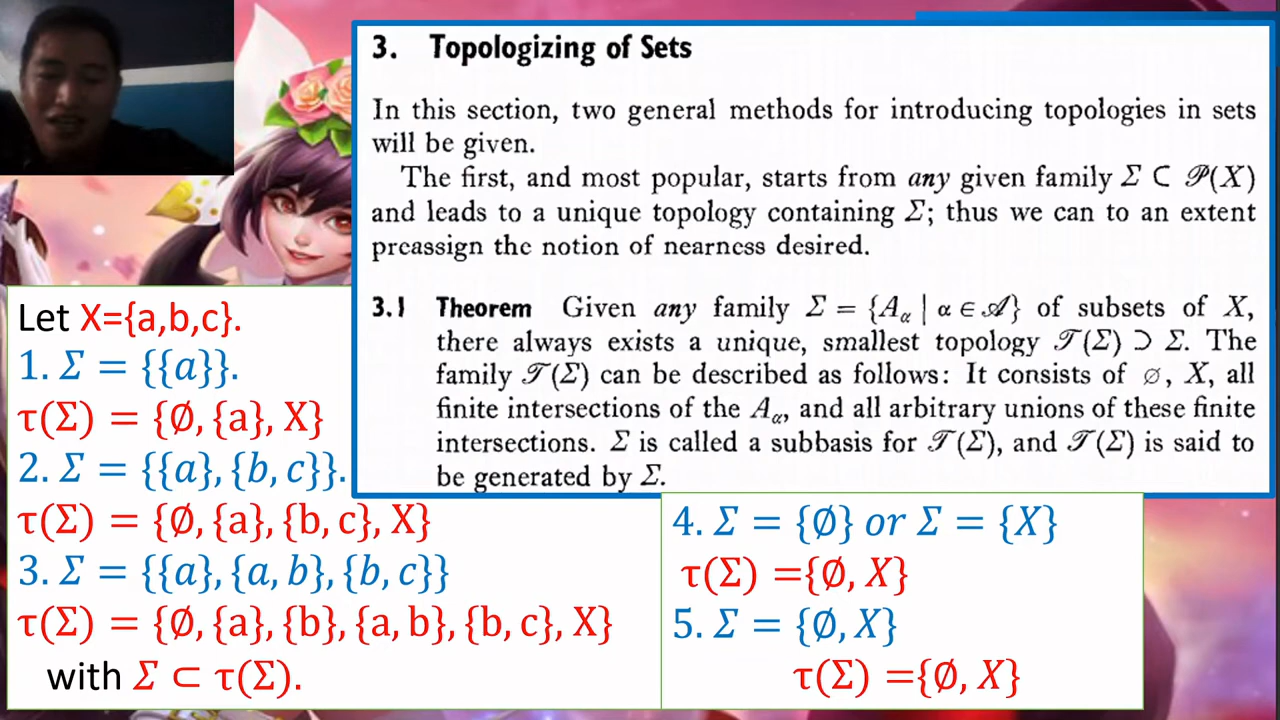 3. Topologizing of Sets
In this section, two general methods for introducing topologies in sets
will be given.
The first, and most popular, starts from any given family Σ ⊂ 𝒫(X)
and leads to a unique topology containing Σ; thus we can to an extent
preassign the notion of nearness desired.
3.1 Theorem Given any family Σ = {Aα | α ∈ 𝒜} of subsets of X,
there always exists a unique, smallest topology 𝒯(Σ) ⊃ Σ. The
family 𝒯(Σ) can be described as follows: It consists of ∅, X, all
finite intersections of the Aα, and all arbitrary unions of these finite
intersections. Σ is called a subbasis for 𝒯(Σ), and 𝒯(Σ) is said to
be generated by Σ.
Let X={a,b,c}.
1. Σ = {{a}}.
τ(Σ) = {∅, {a}, X}
2. Σ = {{a}, {b, c}}.
τ(Σ) = {∅, {a}, {b, c}, X}
3. Σ = {{a}, {a, b}, {b, c}}
τ(Σ) = {∅, {a}, {b}, {a, b}, {b, c}, X}
with Σ ⊂ τ(Σ).
4. Σ = {∅} or Σ = {X}
τ(Σ) ={∅, X}
5. Σ = {∅, X}
τ(Σ) ={∅, X}